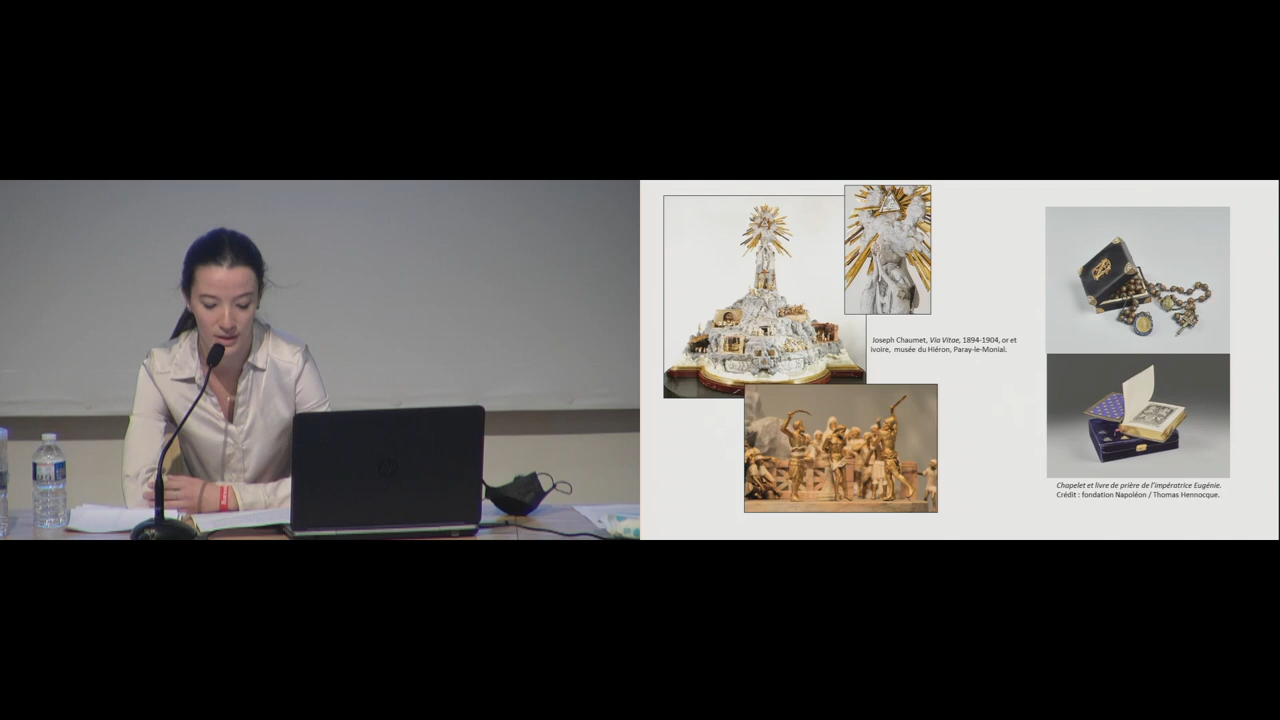 Joseph Chaumet, Via Vitae, 1894-1904, or et
ivoire, musée du Hiéron, Paray-le-Monial.
Chapelet et livre de prière de l'impératrice Eugénie.
Crédit : fondation Napoléon / Thomas Hennocque.
hp